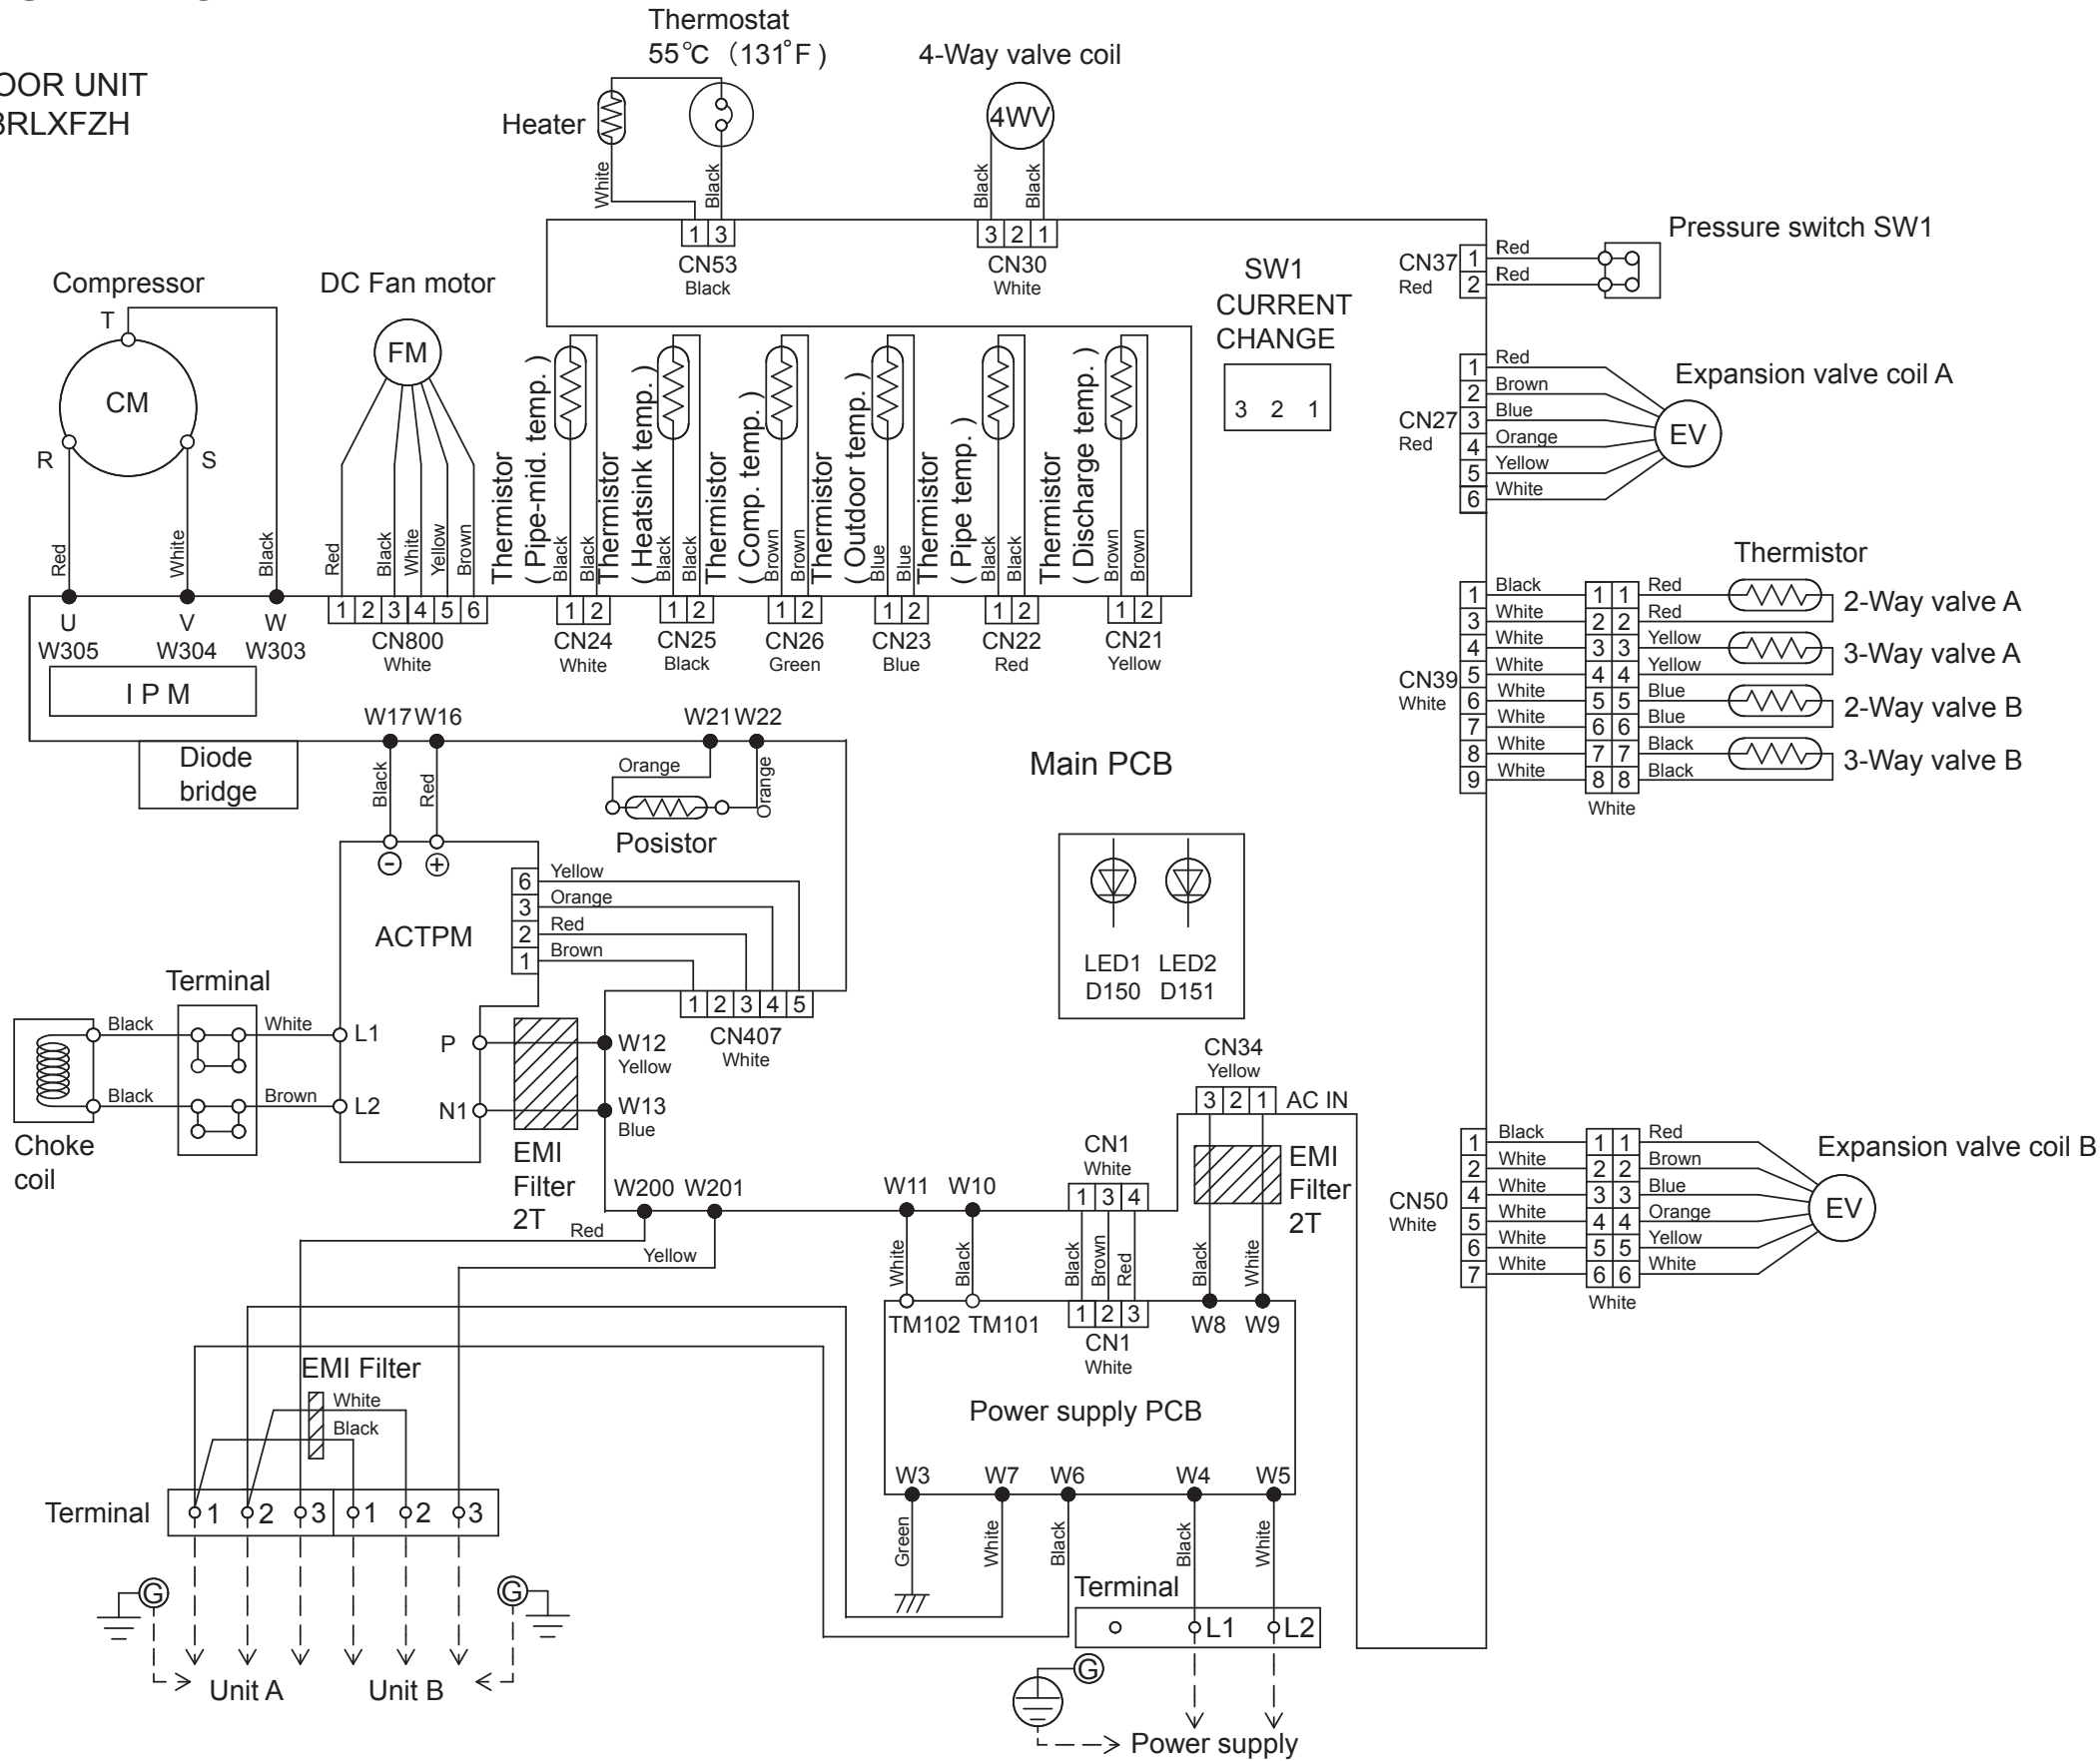 OOR UNIT
RLXFZH
Thermostat
55℃ (131°F)
4-Way valve coil
Heater
4WV
White
Black
Black
Black
1 3
CN53
Black
3 2 1
CN30
White
SW1
CURRENT
CHANGE
3 2 1
CN37
Red
1
2
Red
Red
Pressure switch SW1
CN27
Red
1
2
3
4
5
6
Red
Brown
Blue
Orange
Yellow
White
EV
Expansion valve coil A
Compressor
T
CM
R
S
Red
White
Black
U
V
W
W305
W304
W303
I P M
DC Fan motor
FM
Red
Black
White
Yellow
Brown
1 2 3 4 5 6
CN800
White
Thermistor
( Pipe-mid. temp. )
Black
Black
1 2
CN24
White
Thermistor
( Heatsink temp. )
Black
Black
1 2
CN25
Black
Thermistor
( Comp. temp. )
Brown
Brown
1 2
CN26
Green
Thermistor
( Outdoor temp. )
Blue
Blue
1 2
CN23
Blue
Thermistor
( Pipe temp. )
Black
Black
1 2
CN22
Red
Thermistor
( Discharge temp. )
Brown
Brown
1 2
CN21
Yellow
Thermistor
CN39
White
1 Black 1 1 Red
3 White 2 2 Red
2-Way valve A
4 White 3 3 Yellow
5 White 4 4 Yellow
3-Way valve A
6 White 5 5 Blue
7 White 6 6 Blue
2-Way valve B
8 White 7 7 Black
9 White 8 8 Black
3-Way valve B
White
Diode
bridge
W17 W16
Black
Red
W21 W22
Orange
Orange
Posistor
Main PCB
ACTPM
6 Yellow
3 Orange
2 Red
1 Brown
LED1 LED2
D150 D151
1 2 3 4 5
CN407
White
Terminal
Black
White
L1
Black
Brown
L2
Choke
coil
P
N1
W12
Yellow
W13
Blue
EMI
Filter
2T
CN34
Yellow
3 2 1
AC IN
EMI
Filter
2T
CN1
White
1 3 4
W200 W201
Red
Yellow
W11 W10
White
Black
Black
Brown
Red
Black
White
TM102 TM101
1 2 3
CN1
White
W8 W9
Power supply PCB
W3 W7 W6 W4 W5
Green
White
Black
Black
White
CN50
White
1 Black 1 1 Red
2 White 2 2 Brown
4 White 3 3 Blue
5 White 4 4 Orange
6 White 5 5 Yellow
7 White 6 6 White
White
EV
Expansion valve coil B
EMI Filter
White
Black
Terminal
1 2 3 1 2 3
G
G
Unit A
Unit B
Terminal
L1 L2
G
Power supply